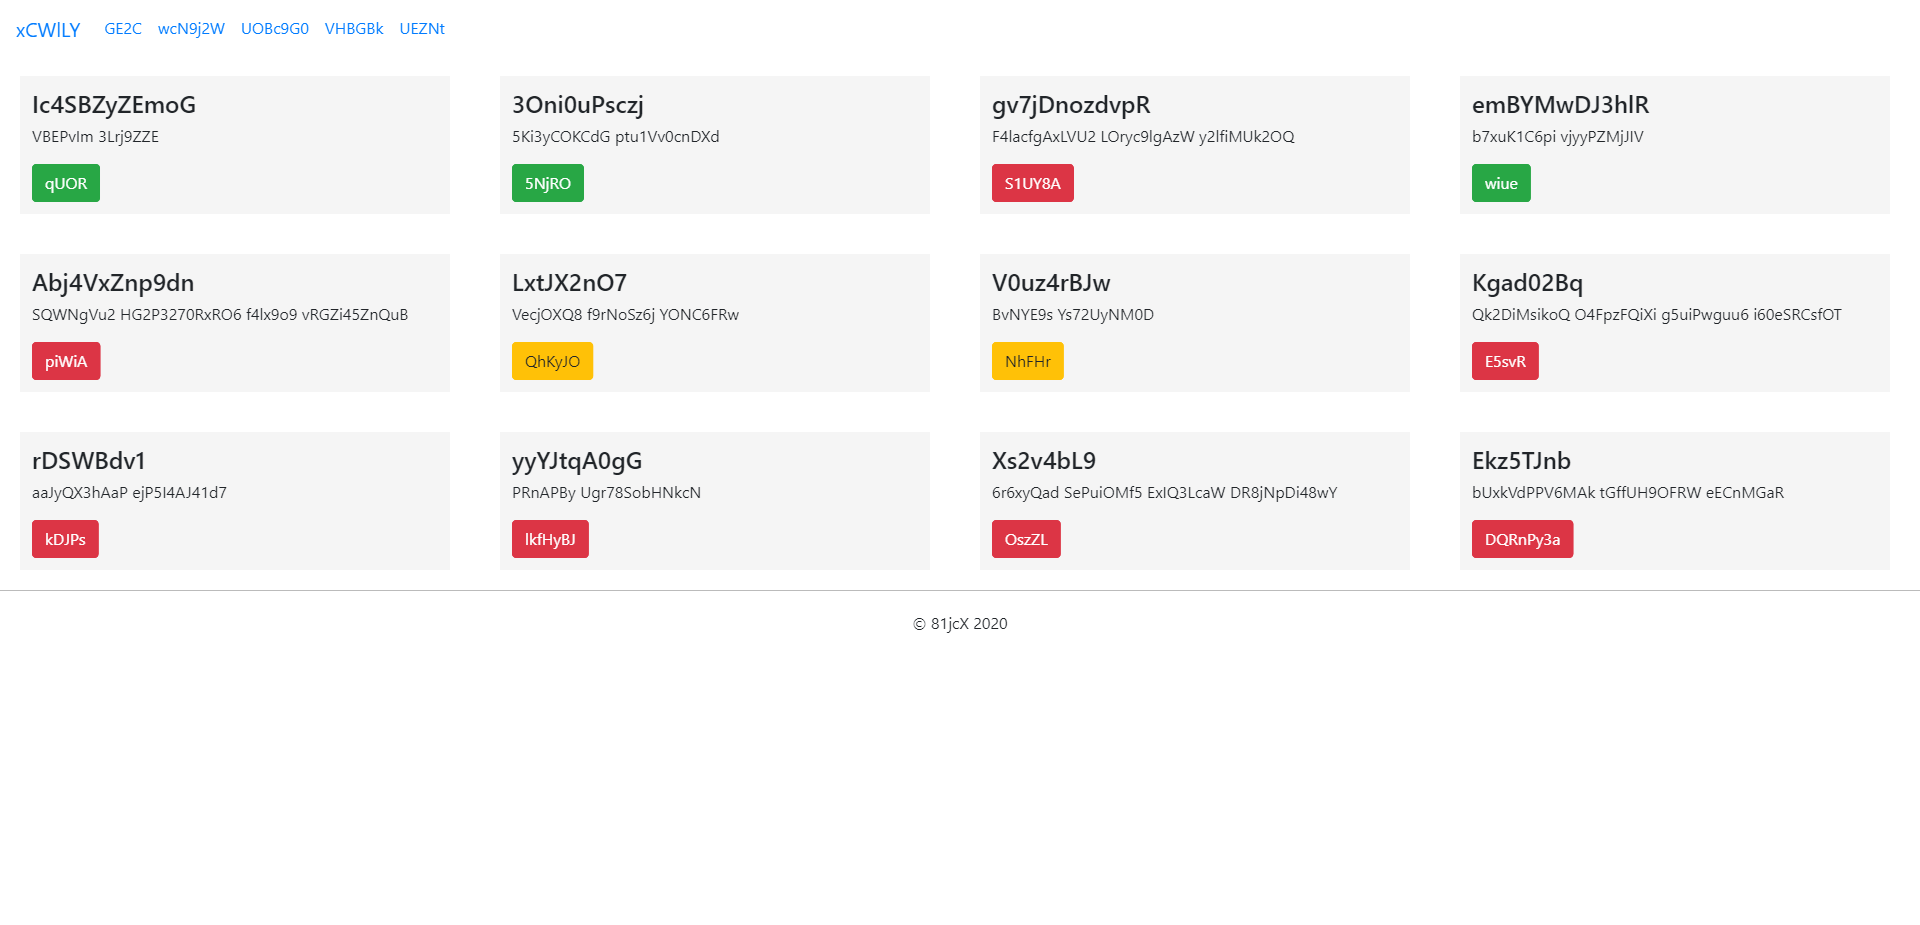 xCWlLY GE2C wcN9j2W UOBc9G0 VHBGBk UEZNt
Ic4SBZyZEmoG
VBEPvIm 3Lrj9ZZE
qUOR
3Oni0uPsczj
5Ki3yCOKCdG ptu1Vv0cnDXd
5NjRO
gv7jDnozdvpR
F4lacfgAxLVU2 LOryc9lgAzW y2lfiMUk2OQ
S1UY8A
emBYMwDJ3hlR
b7xuK1C6pi vjyyPZMjJIV
wiue
Abj4VxZnp9dn
SQWNgVu2 HG2P3270RxRO6 f4lx9o9 vRGZi45ZnQuB
piWiA
LxtJX2nO7
VecjOXQ8 f9rNoSz6j YONC6FRw
QhKyJO
V0uz4rBJw
BvNYE9s Ys72UyNM0D
NhFHr
Kgad02Bq
Qk2DiMsikoQ O4FpzFQiXi g5uiPwguu6 i60eSRCsfOT
E5svR
rDSWBdv1
aaJyQX3hAaP ejP5I4AJ41d7
kDJPs
yyYJtqA0gG
PRnAPBy Ugr78SobHNkcN
lkfHyBJ
Xs2v4bL9
6r6xyQad SePuiOMf5 ExIQ3LcaW DR8jNpDi48wY
OszZL
Ekz5TJnb
bUxkVdPPV6MAk tGffUH9OFRW eECnMGaR
DQRnPy3a
© 81jcX 2020